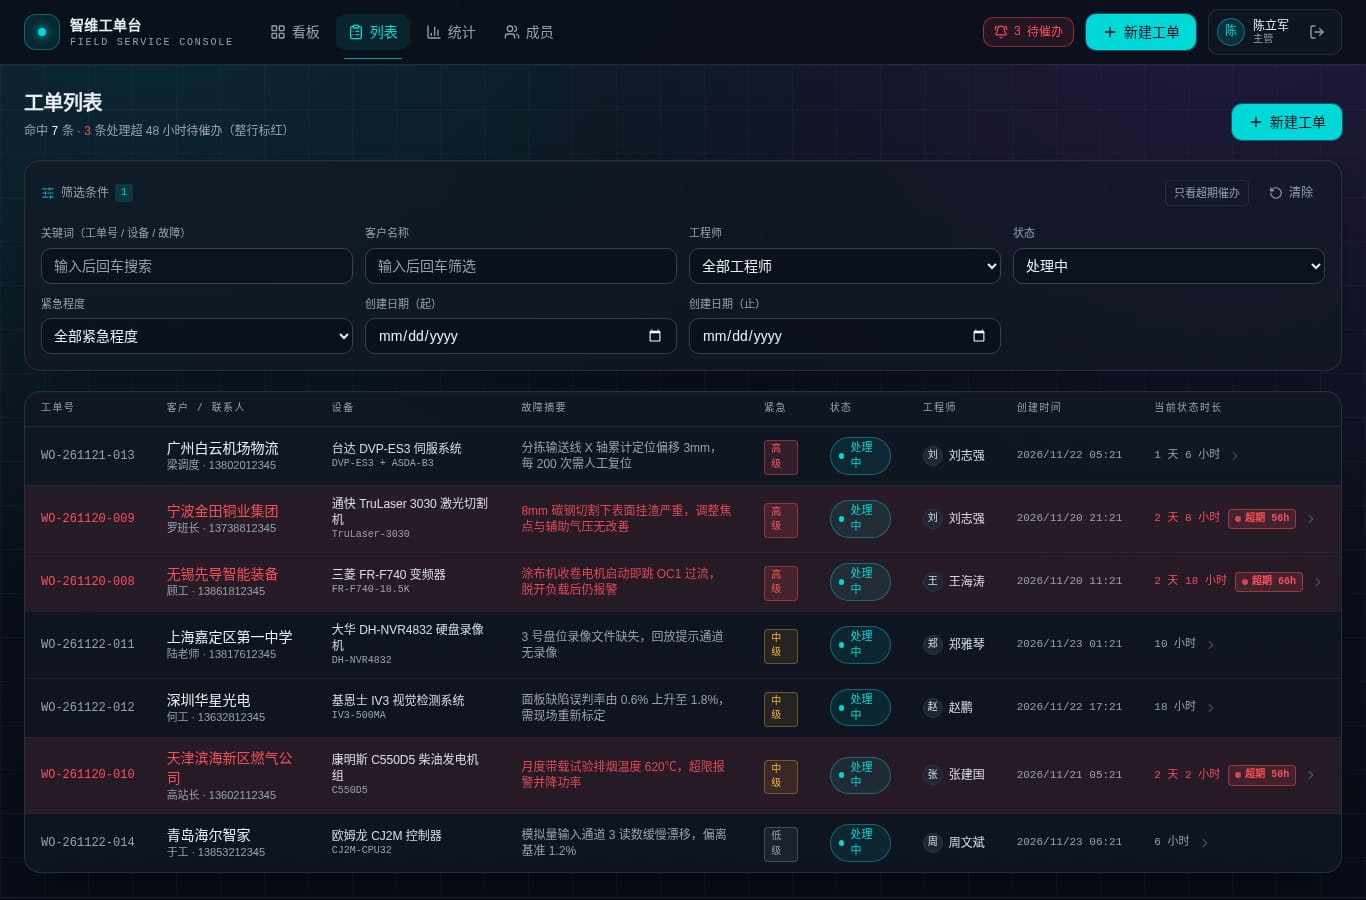 智维工单台
FIELD SERVICE CONSOLE
看板
列表
统计
成员
3 待催办
新建工单
陈
陈立军
主管
工单列表
命中 7 条 · 3 条处理超 48 小时待催办（整行标红）
新建工单
筛选条件 1
只看超期催办
清除
关键词（工单号 / 设备 / 故障）
客户名称
工程师
状态
输入后回车搜索
输入后回车筛选
全部工程师
处理中
紧急程度
创建日期（起）
创建日期（止）
全部紧急程度
mm/dd/yyyy
mm/dd/yyyy
工单号
客户 / 联系人
设备
故障摘要
紧急
状态
工程师
创建时间
当前状态时长
WO-261121-013
广州白云机场物流
梁调度 · 13802012345
台达 DVP-ES3 伺服系统
DVP-ES3 + ASDA-B3
分拣输送线 X 轴累计定位偏移 3mm，
每 200 次需人工复位
高
级
处理
中
刘 刘志强
2026/11/22 05:21
1 天 6 小时
WO-261120-009
宁波金田铜业集团
罗班长 · 13738812345
通快 TruLaser 3030 激光切割
机
TruLaser-3030
8mm 碳钢切割下表面挂渣严重，调整焦
点与辅助气压无改善
高
级
处理
中
刘 刘志强
2026/11/20 21:21
2 天 8 小时
超期 56h
WO-261120-008
无锡先导智能装备
顾工 · 13861812345
三菱 FR-F740 变频器
FR-F740-18.5K
涂布机收卷电机启动即跳 OC1 过流，
脱开负载后仍报警
高
级
处理
中
王 王海涛
2026/11/20 11:21
2 天 18 小时
超期 66h
WO-261122-011
上海嘉定区第一中学
陆老师 · 13817612345
大华 DH-NVR4832 硬盘录像
机
DH-NVR4832
3 号盘位录像文件缺失，回放提示通道
无录像
中
级
处理
中
郑 郑雅琴
2026/11/23 01:21
10 小时
WO-261122-012
深圳华星光电
何工 · 13632812345
基恩士 IV3 视觉检测系统
IV3-500MA
面板缺陷误判率由 0.6% 上升至 1.8%，
需现场重新标定
中
级
处理
中
赵 赵鹏
2026/11/22 17:21
18 小时
WO-261120-010
天津滨海新区燃气公
司
高站长 · 13602112345
康明斯 C550D5 柴油发电机
组
C550D5
月度带载试验排烟温度 620℃，超限报
警并降功率
中
级
处理
中
张 张建国
2026/11/21 05:21
2 天 2 小时
超期 50h
WO-261122-014
青岛海尔智家
于工 · 13853212345
欧姆龙 CJ2M 控制器
CJ2M-CPU32
模拟量输入通道 3 读数缓慢漂移，偏离
基准 1.2%
低
级
处理
中
周 周文斌
2026/11/23 06:21
6 小时